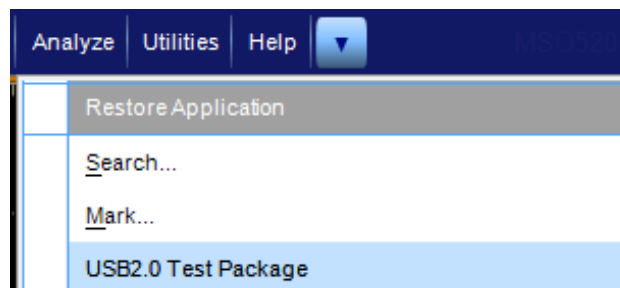 Analyze Utilities Help
Restore Application
Search...
Mark...
USB2.0 Test Package